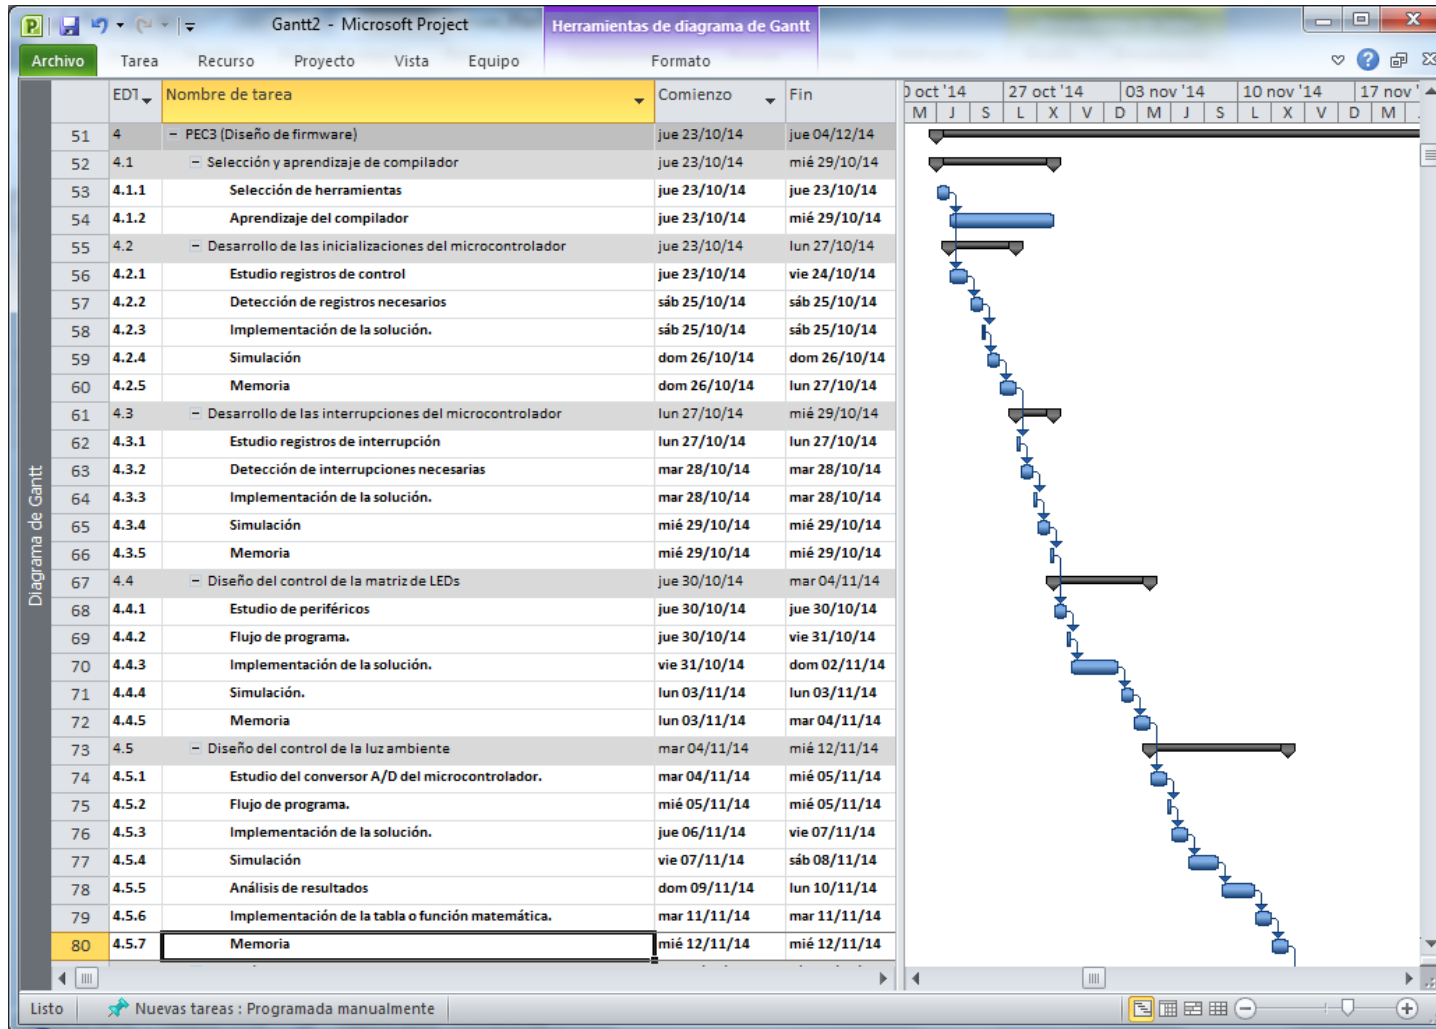 Gantt2 - Microsoft Project
Herramientas de diagrama de Gantt
Archivo Tarea Recurso Proyecto Vista Equipo Formato
EDT Nombre de tarea Comienzo Fin
oct '14 27 oct '14 03 nov '14 10 nov '14 17 nov '
M J S L X V D M J S L X V D M
51 4 PEC3 (Diseño de firmware) jue 23/10/14 jue 04/12/14
52 4.1 Selección y aprendizaje de compilador jue 23/10/14 mié 29/10/14
53 4.1.1 Selección de herramientas jue 23/10/14 jue 23/10/14
54 4.1.2 Aprendizaje del compilador jue 23/10/14 mié 29/10/14
55 4.2 Desarrollo de las inicializaciones del microcontrolador jue 23/10/14 lun 27/10/14
56 4.2.1 Estudio registros de control jue 23/10/14 vie 24/10/14
57 4.2.2 Detección de registros necesarios sáb 25/10/14 sáb 25/10/14
58 4.2.3 Implementación de la solución. sáb 25/10/14 sáb 25/10/14
59 4.2.4 Simulación dom 26/10/14 dom 26/10/14
60 4.2.5 Memoria dom 26/10/14 lun 27/10/14
61 4.3 Desarrollo de las interrupciones del microcontrolador lun 27/10/14 mié 29/10/14
62 4.3.1 Estudio registros de interrupción lun 27/10/14 lun 27/10/14
63 4.3.2 Detección de interrupciones necesarias mar 28/10/14 mar 28/10/14
64 4.3.3 Implementación de la solución. mar 28/10/14 mar 28/10/14
65 4.3.4 Simulación mié 29/10/14 mié 29/10/14
66 4.3.5 Memoria mié 29/10/14 mié 29/10/14
67 4.4 Diseño del control de la matriz de LEDs jue 30/10/14 mar 04/11/14
68 4.4.1 Estudio de periféricos jue 30/10/14 jue 30/10/14
69 4.4.2 Flujo de programa. jue 30/10/14 vie 31/10/14
70 4.4.3 Implementación de la solución. vie 31/10/14 dom 02/11/14
71 4.4.4 Simulación. lun 03/11/14 lun 03/11/14
72 4.4.5 Memoria lun 03/11/14 mar 04/11/14
73 4.5 Diseño del control de la luz ambiente mar 04/11/14 mié 12/11/14
74 4.5.1 Estudio del conversor A/D del microcontrolador. mar 04/11/14 mié 05/11/14
75 4.5.2 Flujo de programa. mié 05/11/14 mié 05/11/14
76 4.5.3 Implementación de la solución. jue 06/11/14 vie 07/11/14
77 4.5.4 Simulación vie 07/11/14 sáb 08/11/14
78 4.5.5 Análisis de resultados dom 09/11/14 lun 10/11/14
79 4.5.6 Implementación de la tabla o función matemática. mar 11/11/14 mar 11/11/14
80 4.5.7 Memoria mié 12/11/14 mié 12/11/14
Diagrama de Gantt
Listo Nuevas tareas : Programada manualmente